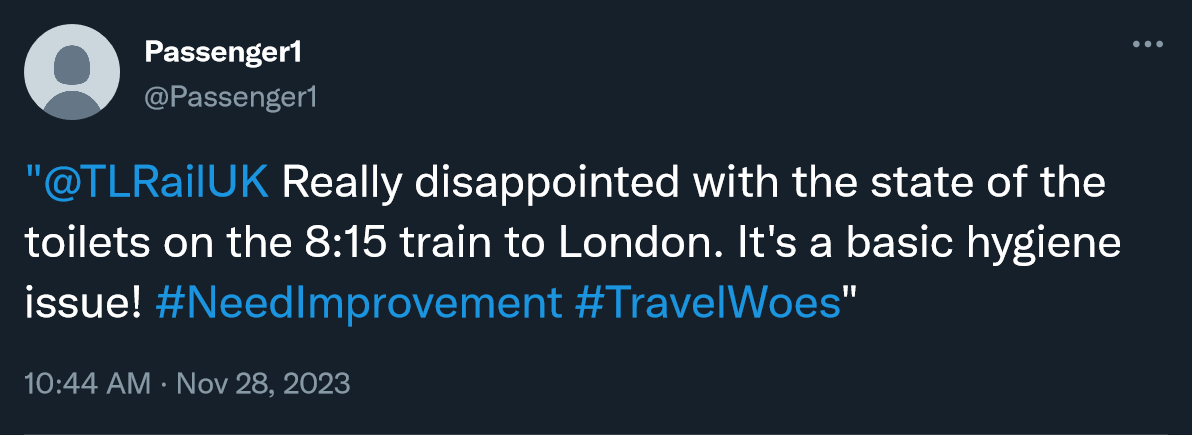 Passenger1
@Passenger1
"@TLRailUK Really disappointed with the state of the
toilets on the 8:15 train to London. It's a basic hygiene
issue! #NeedImprovement #TravelWoes"
10:44 AM · Nov 28, 2023